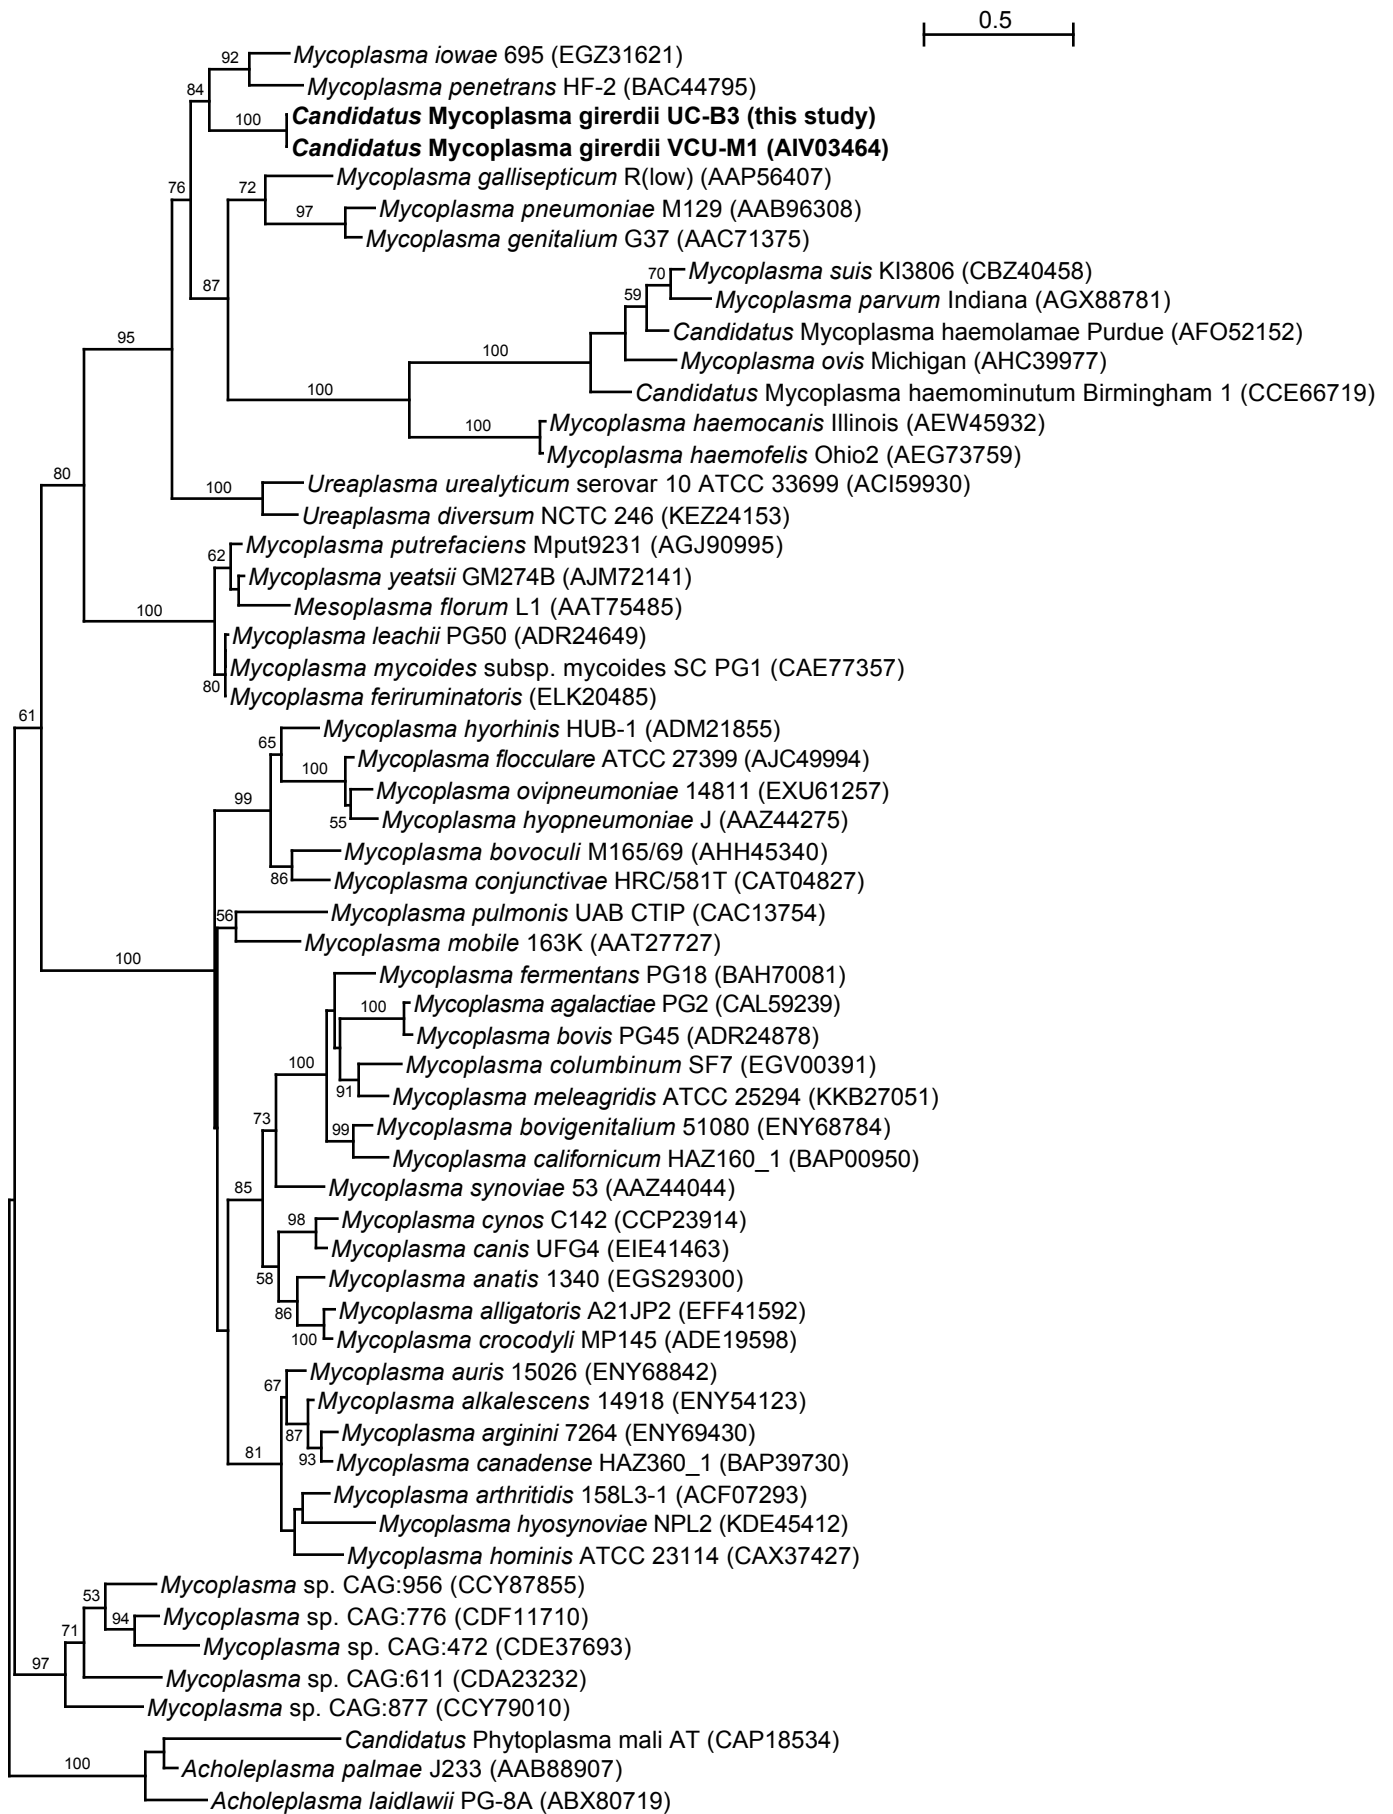 0.5
92
Mycoplasma iowae 695 (EGZ31621)
84
Mycoplasma penetrans HF-2 (BAC44795)
100
Candidatus Mycoplasma girerdii UC-B3 (this study)
Candidatus Mycoplasma girerdii VCU-M1 (AIV03464)
76
72
Mycoplasma gallisepticum R(low) (AAP56407)
97
Mycoplasma pneumoniae M129 (AAB96308)
Mycoplasma genitalium G37 (AAC71375)
87
70
Mycoplasma suis KI3806 (CBZ40458)
59
Mycoplasma parvum Indiana (AGX88781)
Candidatus Mycoplasma haemolamae Purdue (AFO52152)
95
100
Mycoplasma ovis Michigan (AHC39977)
100
Candidatus Mycoplasma haemominutum Birmingham 1 (CCE66719)
100
Mycoplasma haemocanis Illinois (AEW45932)
Mycoplasma haemofelis Ohio2 (AEG73759)
80
100
Ureaplasma urealyticum serovar 10 ATCC 33699 (ACI59930)
Ureaplasma diversum NCTC 246 (KEZ24153)
62
Mycoplasma putrefaciens Mput9231 (AGJ90995)
Mycoplasma yeatsii GM274B (AJM72141)
100
Mesoplasma florum L1 (AAT75485)
Mycoplasma leachii PG50 (ADR24649)
Mycoplasma mycoides subsp. mycoides SC PG1 (CAE77357)
80
Mycoplasma feriruminatoris (ELK20485)
61
Mycoplasma hyorhinis HUB-1 (ADM21855)
65
100
Mycoplasma flocculare ATCC 27399 (AJC49994)
99
Mycoplasma ovipneumoniae 14811 (EXU61257)
55
Mycoplasma hyopneumoniae J (AAZ44275)
Mycoplasma bovoculi M165/69 (AHH45340)
86
Mycoplasma conjunctivae HRC/581T (CAT04827)
56
Mycoplasma pulmonis UAB CTIP (CAC13754)
Mycoplasma mobile 163K (AAT27727)
100
Mycoplasma fermentans PG18 (BAH70081)
100
Mycoplasma agalactiae PG2 (CAL59239)
Mycoplasma bovis PG45 (ADR24878)
100
Mycoplasma columbinum SF7 (EGV00391)
91
Mycoplasma meleagridis ATCC 25294 (KKB27051)
73
99
Mycoplasma bovigenitalium 51080 (ENY68784)
Mycoplasma californicum HAZ160_1 (BAP00950)
85
Mycoplasma synoviae 53 (AAZ44044)
98
Mycoplasma cynos C142 (CCP23914)
Mycoplasma canis UFG4 (EIE41463)
58
Mycoplasma anatis 1340 (EGS29300)
86
Mycoplasma alligatoris A21JP2 (EFF41592)
100
Mycoplasma crocodyli MP145 (ADE19598)
Mycoplasma auris 15026 (ENY68842)
67
Mycoplasma alkalescens 14918 (ENY54123)
87
Mycoplasma arginini 7264 (ENY69430)
81
93
Mycoplasma canadense HAZ360_1 (BAP39730)
Mycoplasma arthritidis 158L3-1 (ACF07293)
Mycoplasma hyosynoviae NPL2 (KDE45412)
Mycoplasma hominis ATCC 23114 (CAX37427)
53
Mycoplasma sp. CAG:956 (CCY87855)
94
Mycoplasma sp. CAG:776 (CDF11710)
71
Mycoplasma sp. CAG:472 (CDE37693)
97
Mycoplasma sp. CAG:611 (CDA23232)
Mycoplasma sp. CAG:877 (CCY79010)
Candidatus Phytoplasma mali AT (CAP18534)
100
Acholeplasma palmae J233 (AAB88907)
Acholeplasma laidlawii PG-8A (ABX80719)